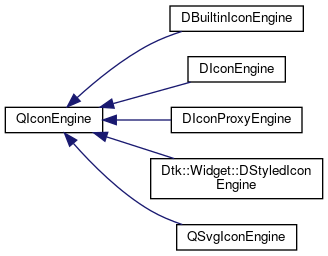 DBuiltinIconEngine
DIconEngine
QIconEngine
DIconProxyEngine
Dtk::Widget::DStyledIcon
Engine
QSvgIconEngine